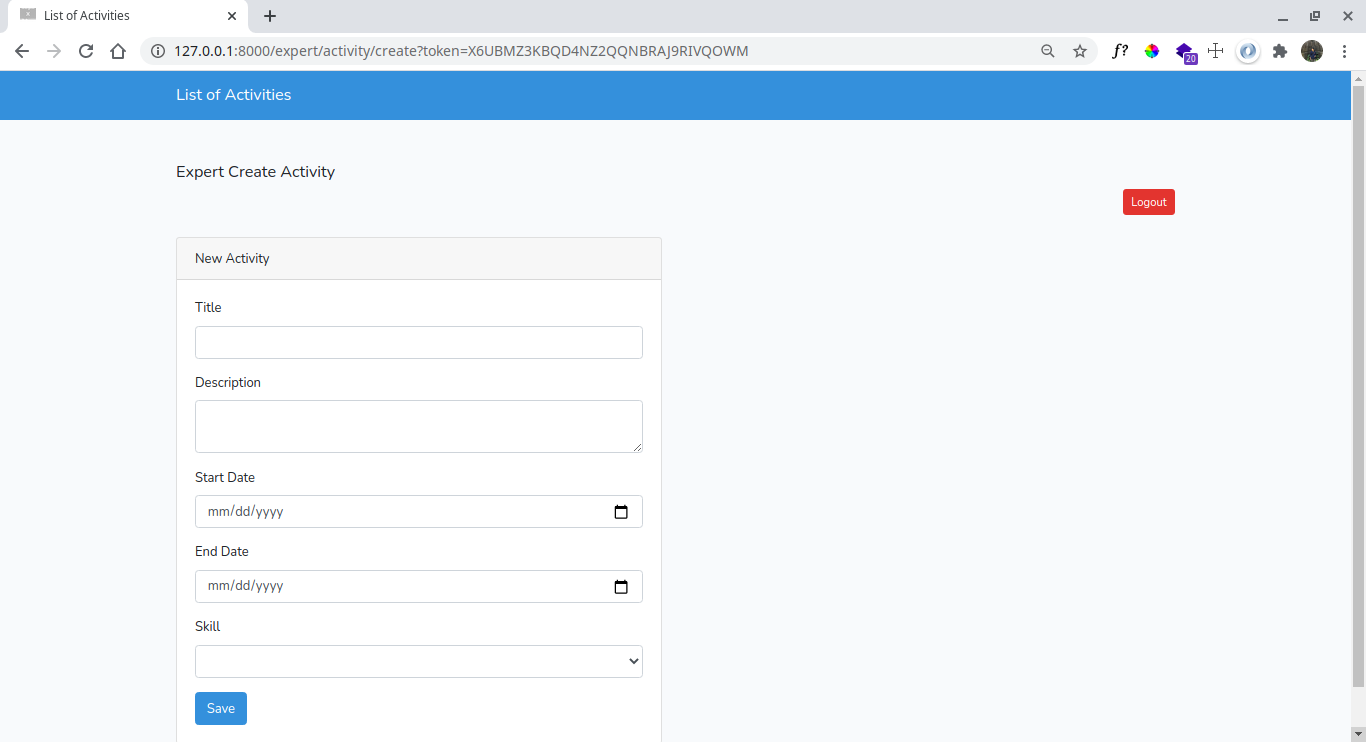 List of Activities
127.0.0.1:8000/expert/activity/create?token=X6UBMZ3KBQD4NZ2QQNBRAJ9RIVQOWM
f?
20
List of Activities
Expert Create Activity
Logout
New Activity
Title
Description
Start Date
mm/dd/yyyy
End Date
mm/dd/yyyy
Skill
Save